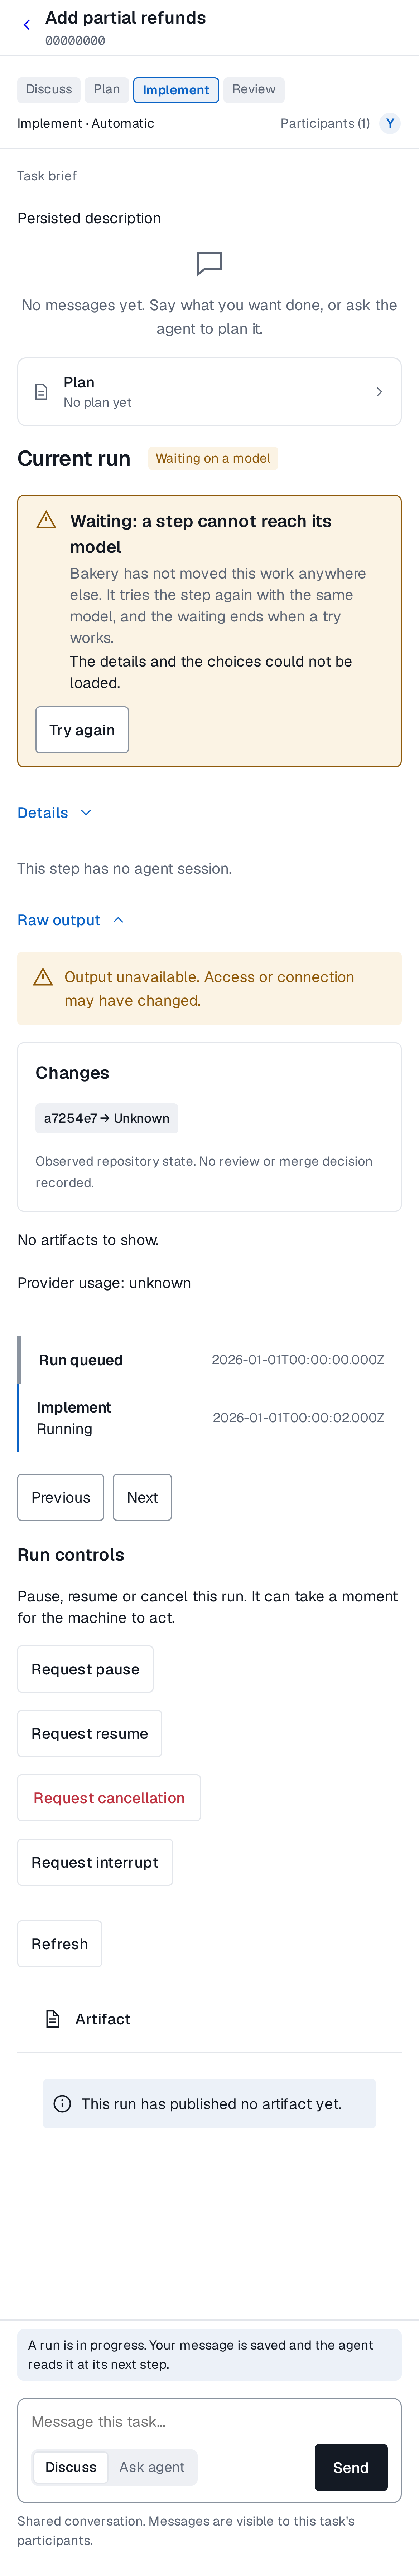 Add partial refunds
00000000
Discuss
Plan
Implement
Review
Implement · Automatic
Participants (1)
Y
Task brief
Persisted description
No messages yet. Say what you want done, or ask the
agent to plan it.
Plan
No plan yet
Current run
Waiting on a model
Waiting: a step cannot reach its
model
Bakery has not moved this work anywhere
else. It tries the step again with the same
model, and the waiting ends when a try
works.
The details and the choices could not be
loaded.
Try again
Details
This step has no agent session.
Raw output
Output unavailable. Access or connection
may have changed.
Changes
a7254e7 → Unknown
Observed repository state. No review or merge decision
recorded.
No artifacts to show.
Provider usage: unknown
Run queued
2026-01-01T00:00:00.000Z
Implement
Running
2026-01-01T00:00:02.000Z
Previous
Next
Run controls
Pause, resume or cancel this run. It can take a moment
for the machine to act.
Request pause
Request resume
Request cancellation
Request interrupt
Refresh
Artifact
This run has published no artifact yet.
A run is in progress. Your message is saved and the agent
reads it at its next step.
Message this task...
Discuss
Ask agent
Send
Shared conversation. Messages are visible to this task's
participants.